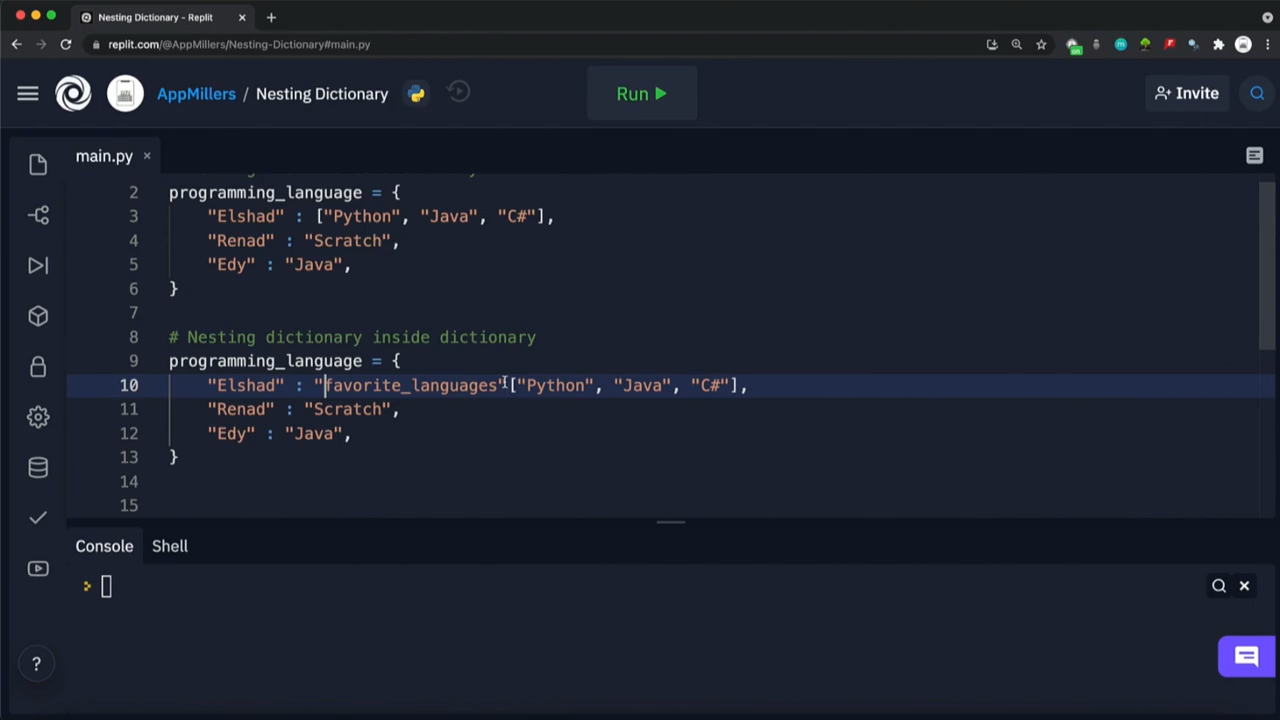 Nesting Dictionary - Replit
replit.com/@AppMillers/Nesting-Dictionary#main.py
AppMillers / Nesting Dictionary
Run
Invite
main.py
2 programming_language = {
3 "Elshad" : ["Python", "Java", "C#"],
4 "Renad" : "Scratch",
5 "Edy" : "Java",
6 }
7
8 # Nesting dictionary inside dictionary
9 programming_language = {
10 "Elshad" : "favorite_languages"["Python", "Java", "C#"],
11 "Renad" : "Scratch",
12 "Edy" : "Java",
13 }
14
15
Console Shell
?